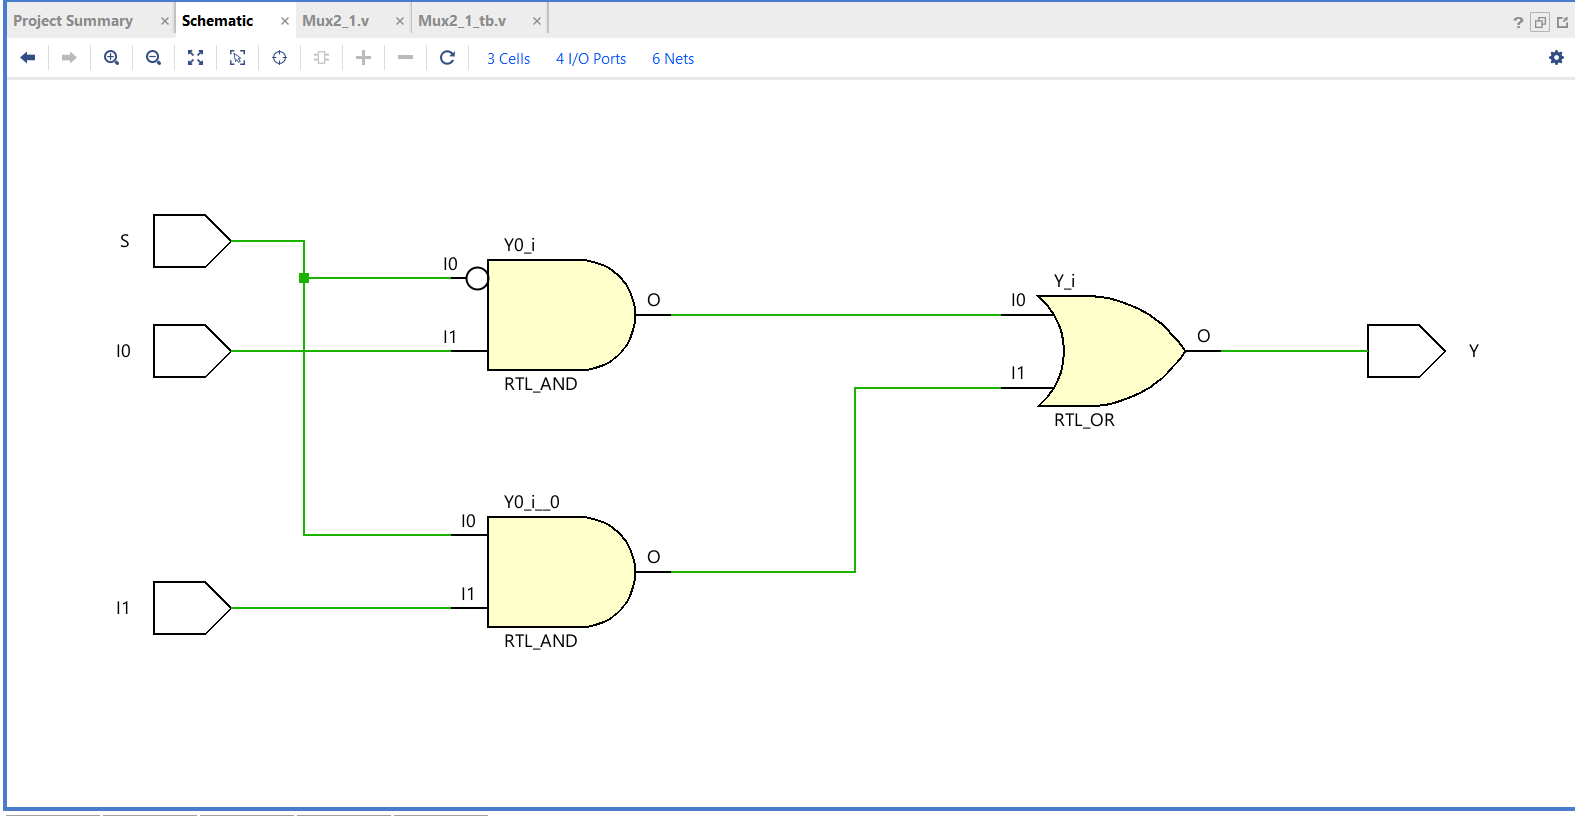 Project Summary × Schematic × Mux2_1.v × Mux2_1_tb.v ×
?
3 Cells 4 I/O Ports 6 Nets
S
Y0_i
I0
O
I1
RTL_AND
I0
Y_i
I0
O
I1
RTL_OR
Y
Y0_i__0
I0
O
I1
RTL_AND
I1